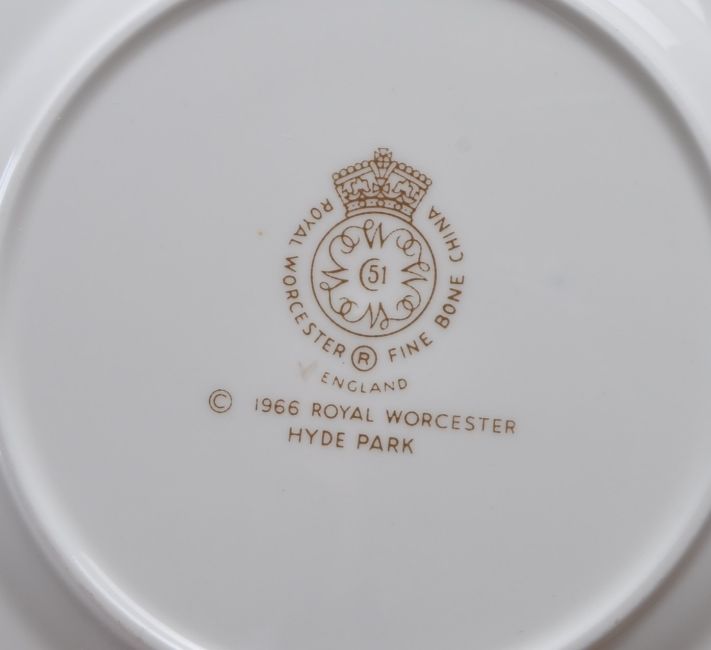 ROYAL WORCESTER ® FINE BONE CHINA
51
ENGLAND
© 1966 ROYAL WORCESTER
HYDE PARK